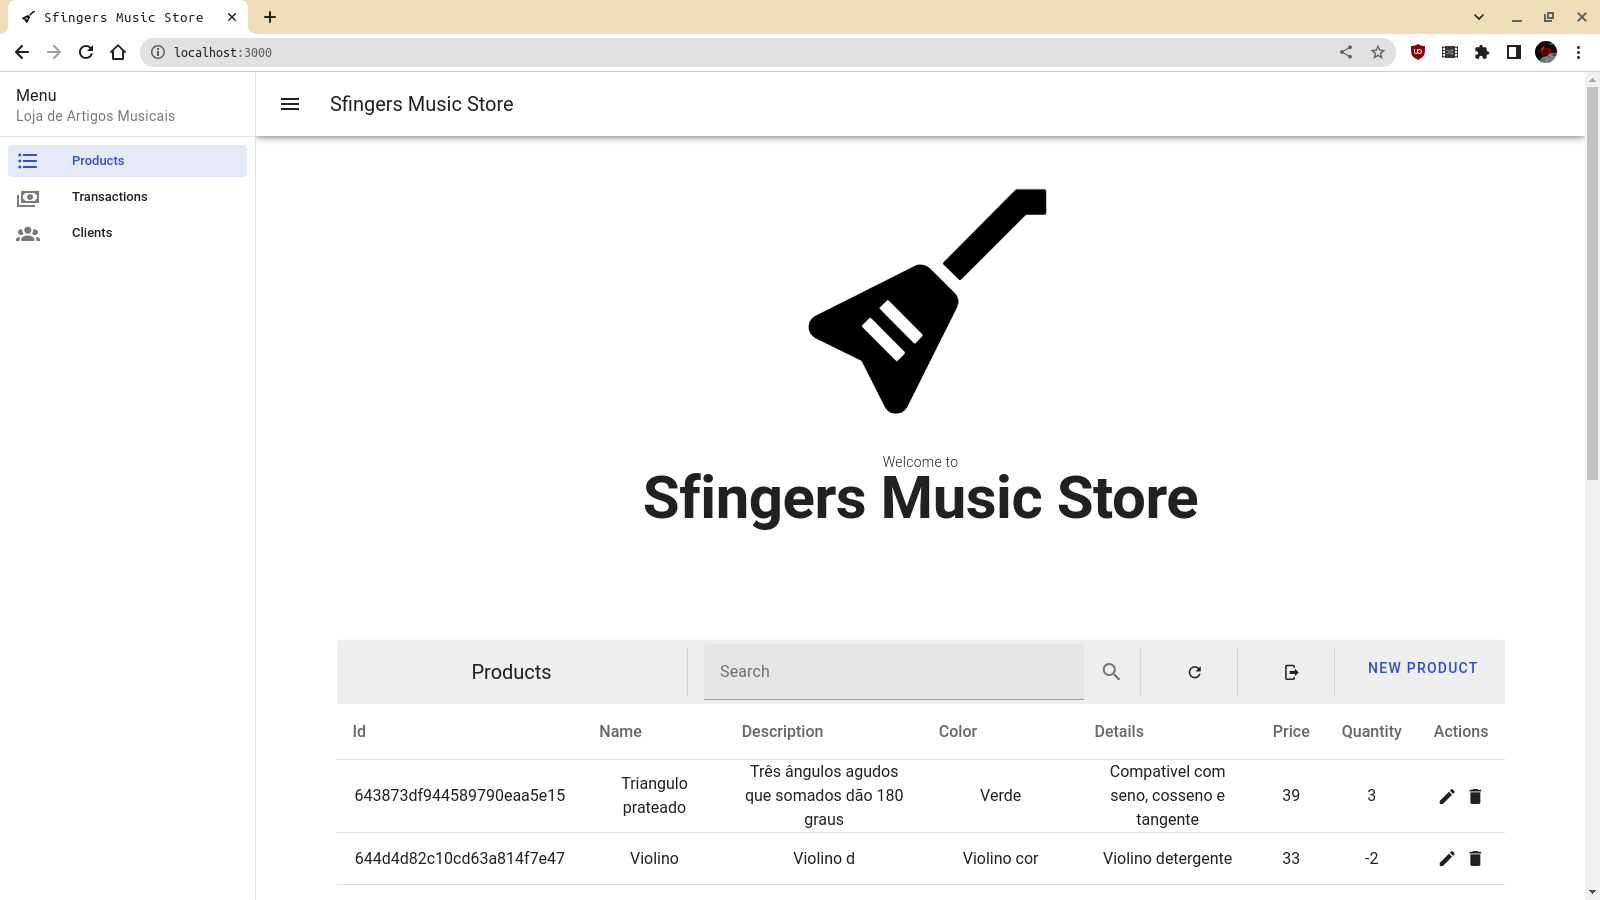 Sfingers Music Store
localhost:3000
Menu
Loja de Artigos Musicais
Products
Transactions
Clients
Sfingers Music Store
Welcome to
Sfingers Music Store
Products
Search
NEW PRODUCT
Id Name Description Color Details Price Quantity Actions
Três ângulos agudos Compativel com
Triangulo
643873df944589790eaa5e15 que somados dão 180 Verde seno, cosseno e 39 3
prateado
graus tangente
644d4d82c10cd63a814f7e47 Violino Violino d Violino cor Violino detergente 33 -2